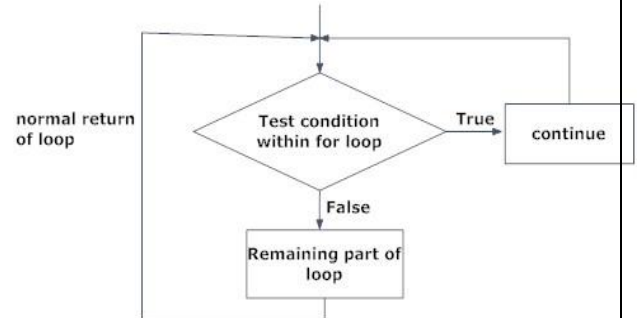 normal return
of loop
Test condition
within for loop
True
continue
False
Remaining part of
loop